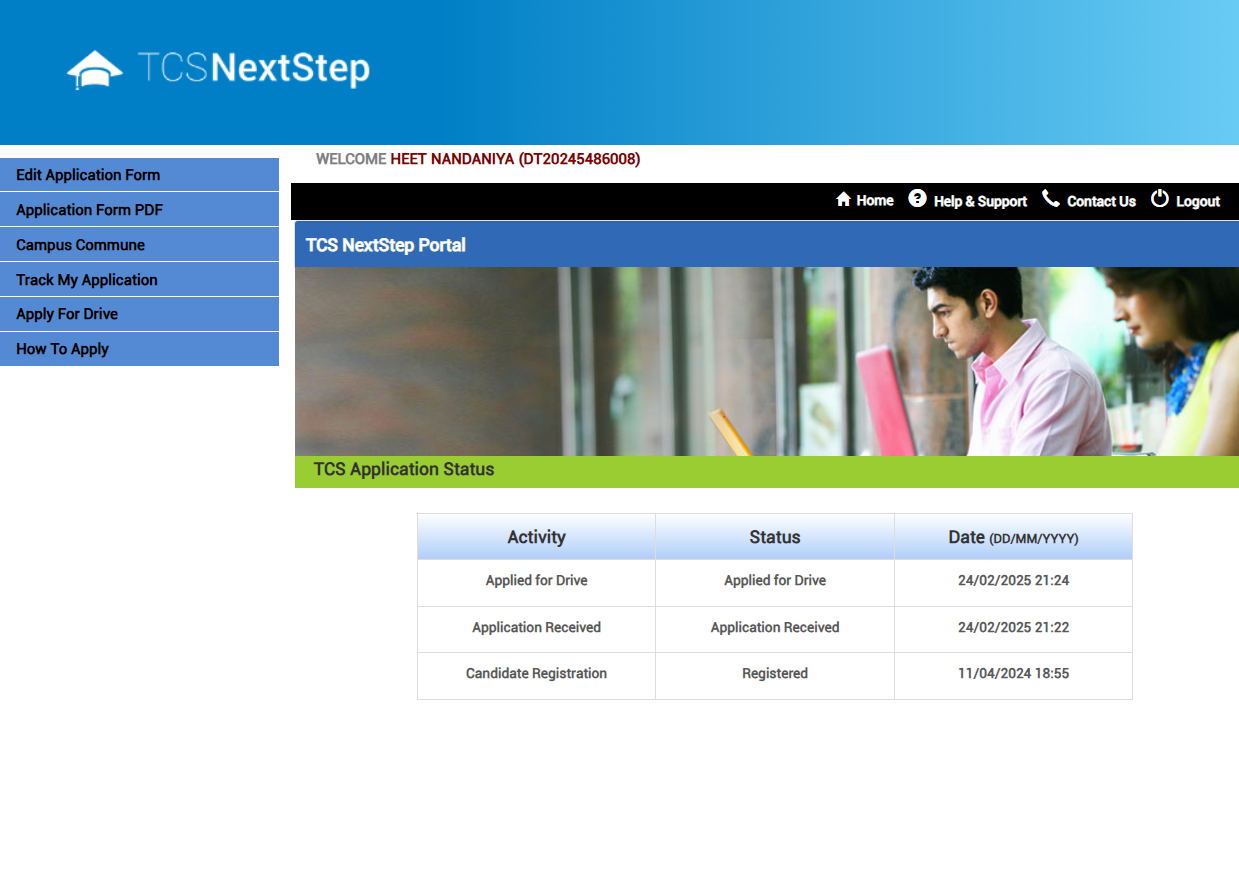 TCSNextStep
WELCOME HEET NANDANIYA (DT20245486008)
Edit Application Form
Application Form PDF
Campus Commune
Track My Application
Apply For Drive
How To Apply
Home Help & Support Contact Us Logout
TCS NextStep Portal
TCS Application Status
Activity Status Date (DD/MM/YYYY)
Applied for Drive Applied for Drive 24/02/2025 21:24
Application Received Application Received 24/02/2025 21:22
Candidate Registration Registered 11/04/2024 18:55